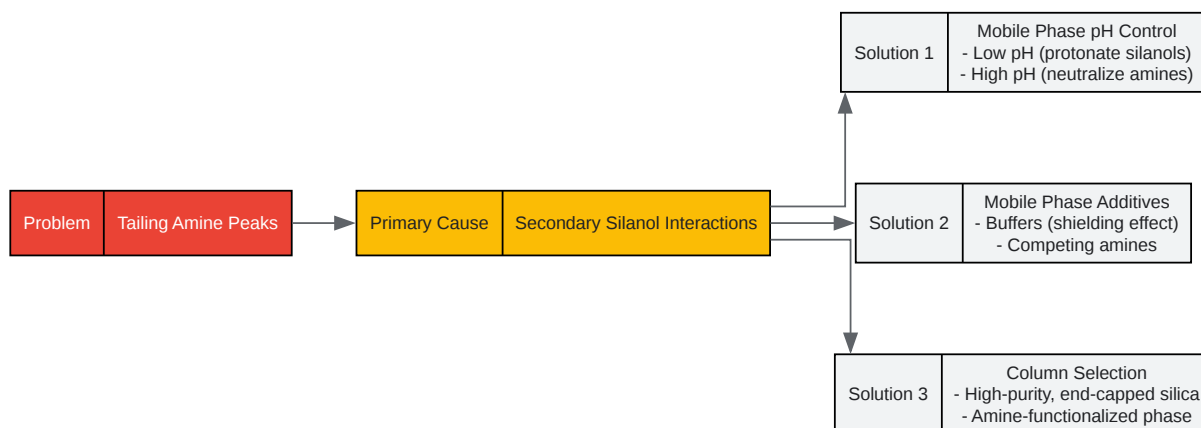 Problem
Tailing Amine Peaks
Primary Cause
Secondary Silanol Interactions
Solution 1
Mobile Phase pH Control
- Low pH (protonate silanols)
- High pH (neutralize amines)
Solution 2
Mobile Phase Additives
- Buffers (shielding effect)
- Competing amines
Solution 3
Column Selection
- High-purity, end-capped silica
- Amine-functionalized phase